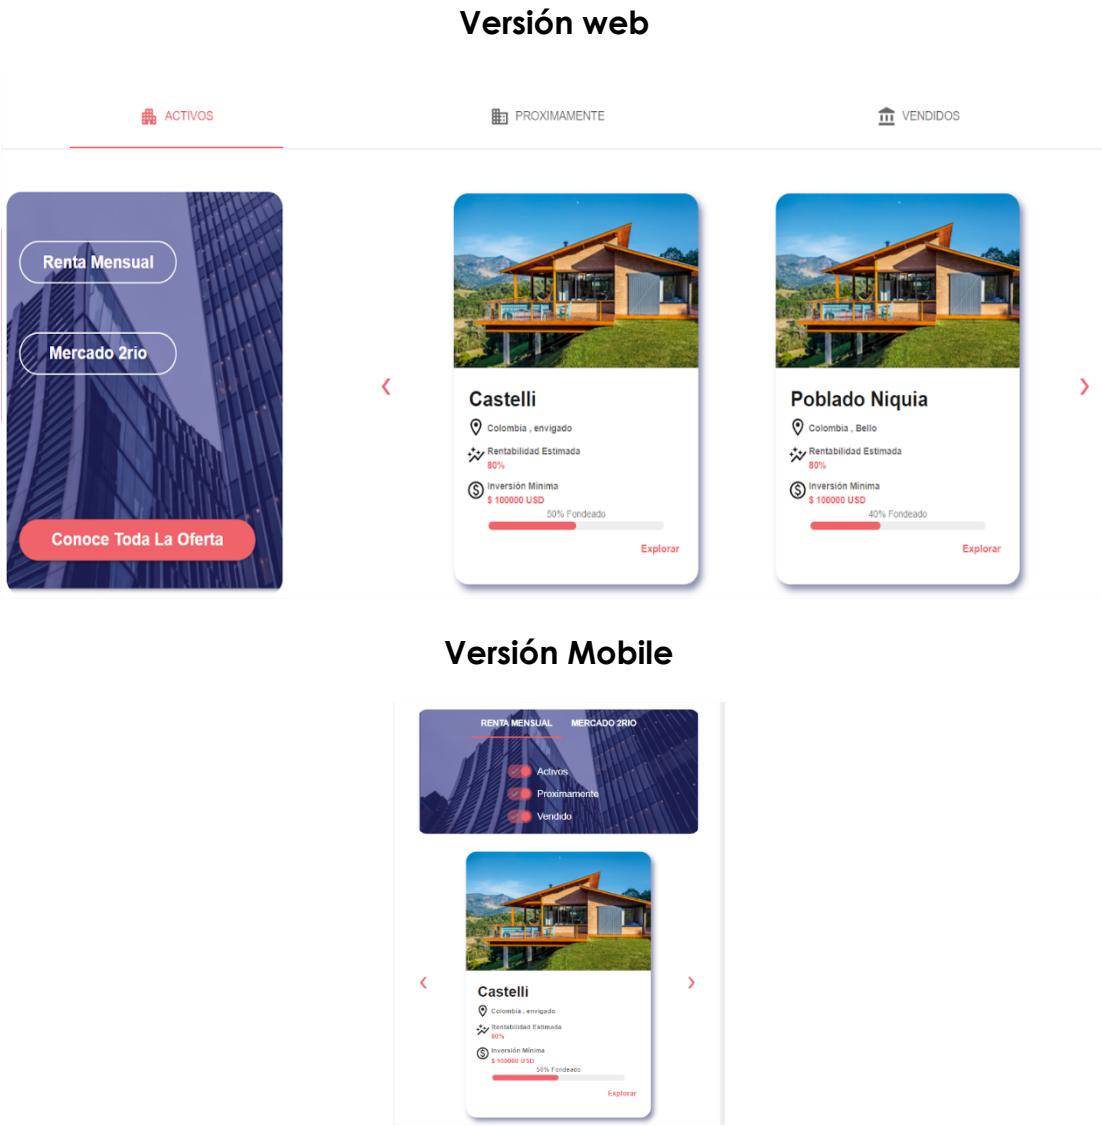 Versión web
ACTIVOS
PROXIMAMENTE
VENDIDOS
Renta Mensual
Mercado 2rio
Conoce Toda La Oferta
Castelli
Colombia , envigado
Rentabilidad Estimada
80%
Inversión Minima
$ 100000 USD
50% Fondeado
Explorar
Poblado Niquia
Colombia , Bello
Rentabilidad Estimada
80%
Inversión Minima
$ 100000 USD
40% Fondeado
Explorar
Versión Mobile
RENTA MENSUAL
MERCADO 2RIO
Activos
Proximamente
Vendido
Castelli
Colombia , envigado
Rentabilidad Estimada
80%
Inversión Minima
$ 100000 USD
50% Fondeado
Explorar